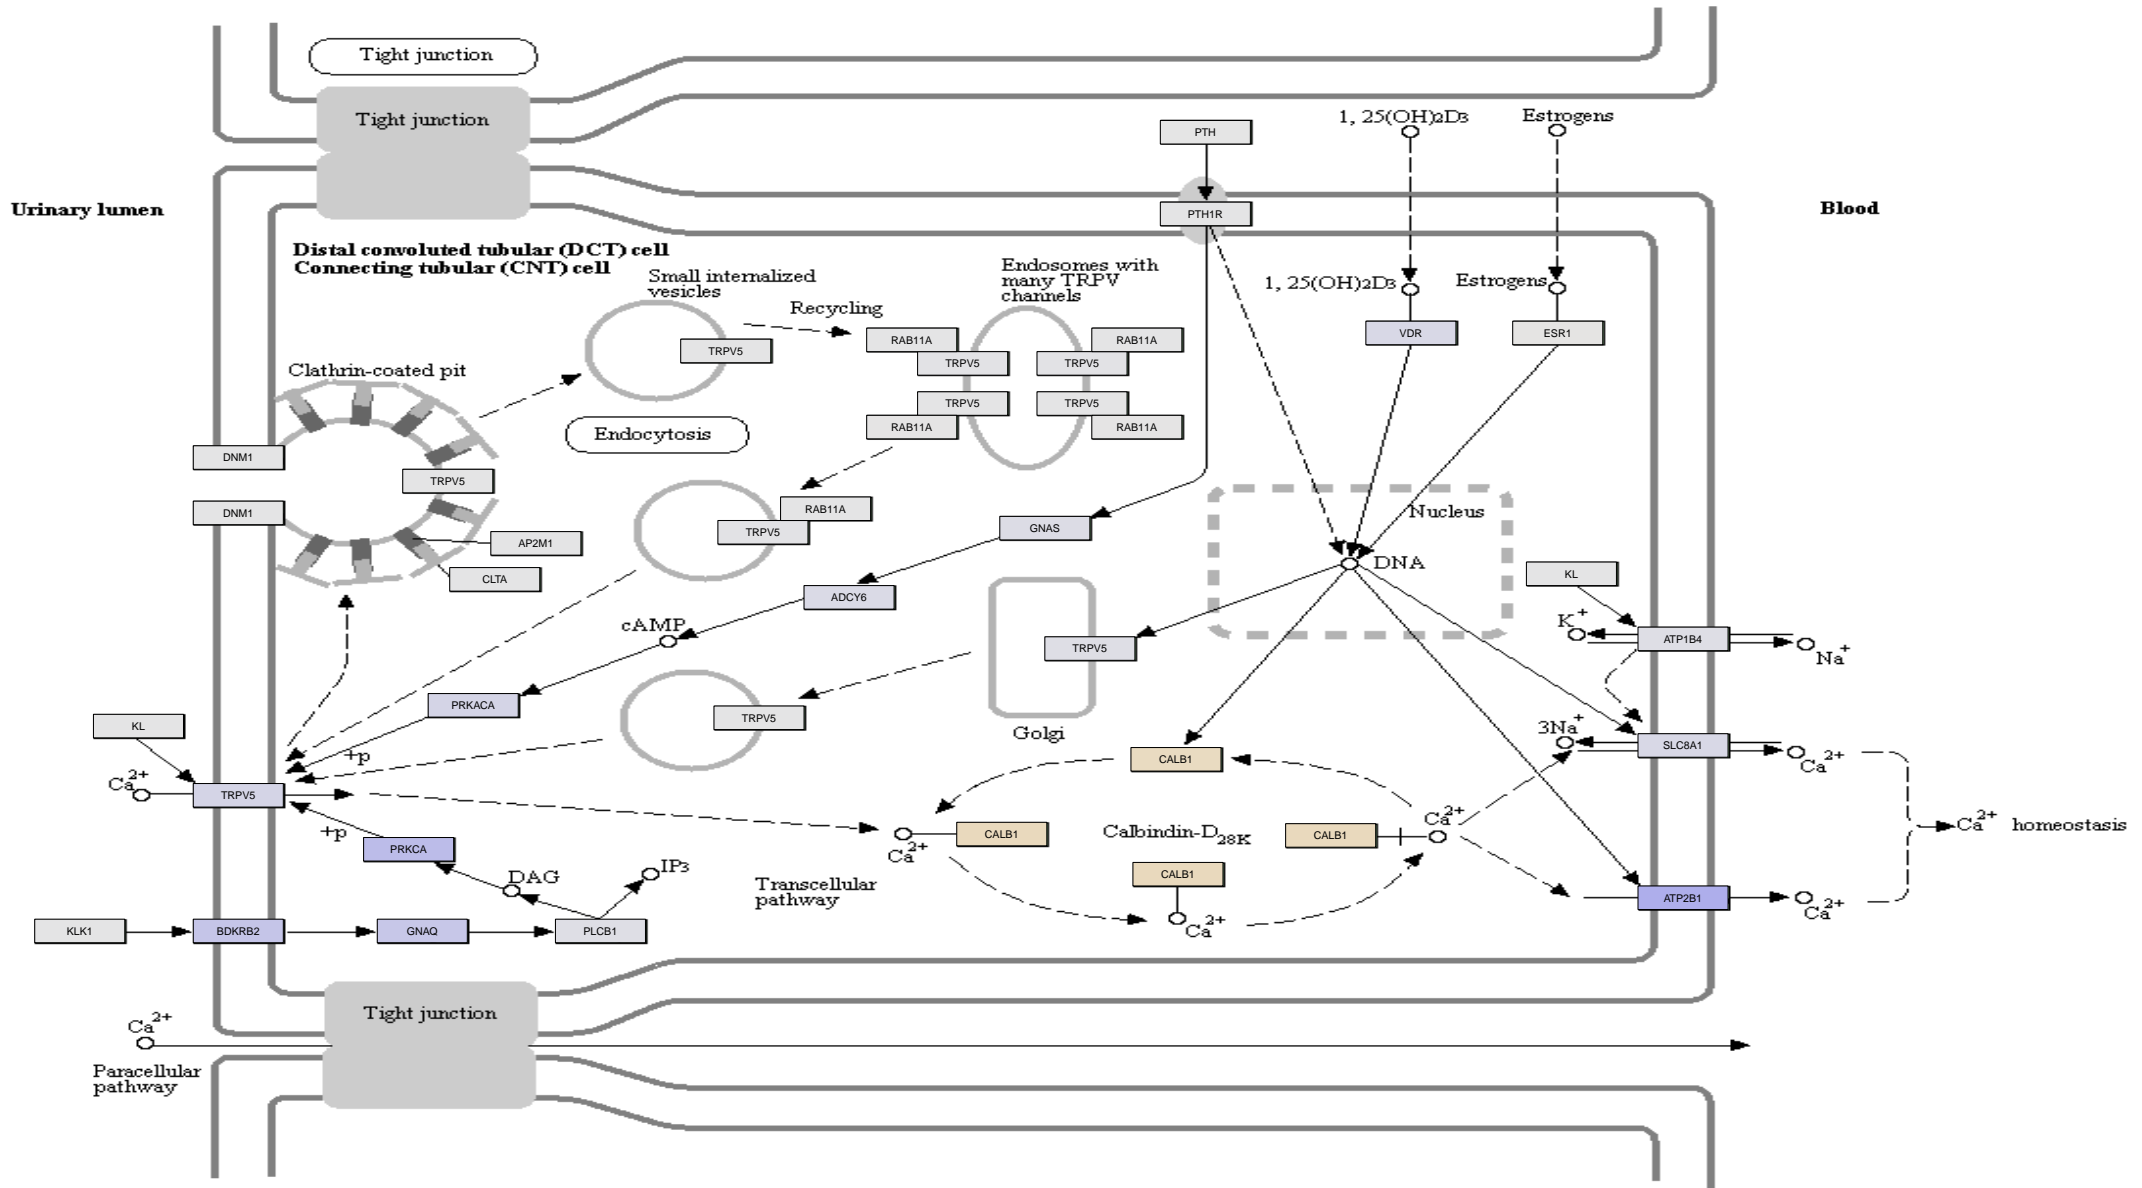 Tight junction
Tight junction
1, 25(OH)2D3
Estrogens
PTH
Urinary lumen
PTH1R
Blood
Distal convoluted tubular (DCT) cell
Connecting tubular (CNT) cell
Small internalized
vesicles
Endosomes with
many TRPV
channels
1, 25(OH)2D3
Estrogens
Recycling
RAB11A
RAB11A
VDR
ESR1
TRPV5
TRPV5
TRPV5
Clathrin-coated pit
TRPV5
TRPV5
RAB11A
RAB11A
Endocytosis
DNM1
TRPV5
DNM1
RAB11A
Nucleus
TRPV5
GNAS
AP2M1
CLTA
DNA
KL
ADCY6
cAMP
K+
ATP1B4
Na+
TRPV5
PRKACA
TRPV5
KL
Golgi
3Na+
SLC8A1
Ca2+
+p
CALB1
Ca2+
TRPV5
Ca2+
Ca2+ homeostasis
+p
CALB1
Calbindin-D28K
CALB1
Ca2+
PRKCA
IP3
DAG
CALB1
Transcellular
pathway
ATP2B1
Ca2+
Ca2+
KLK1
BDKRB2
GNAQ
PLCB1
Tight junction
Ca2+
Paracellular
pathway